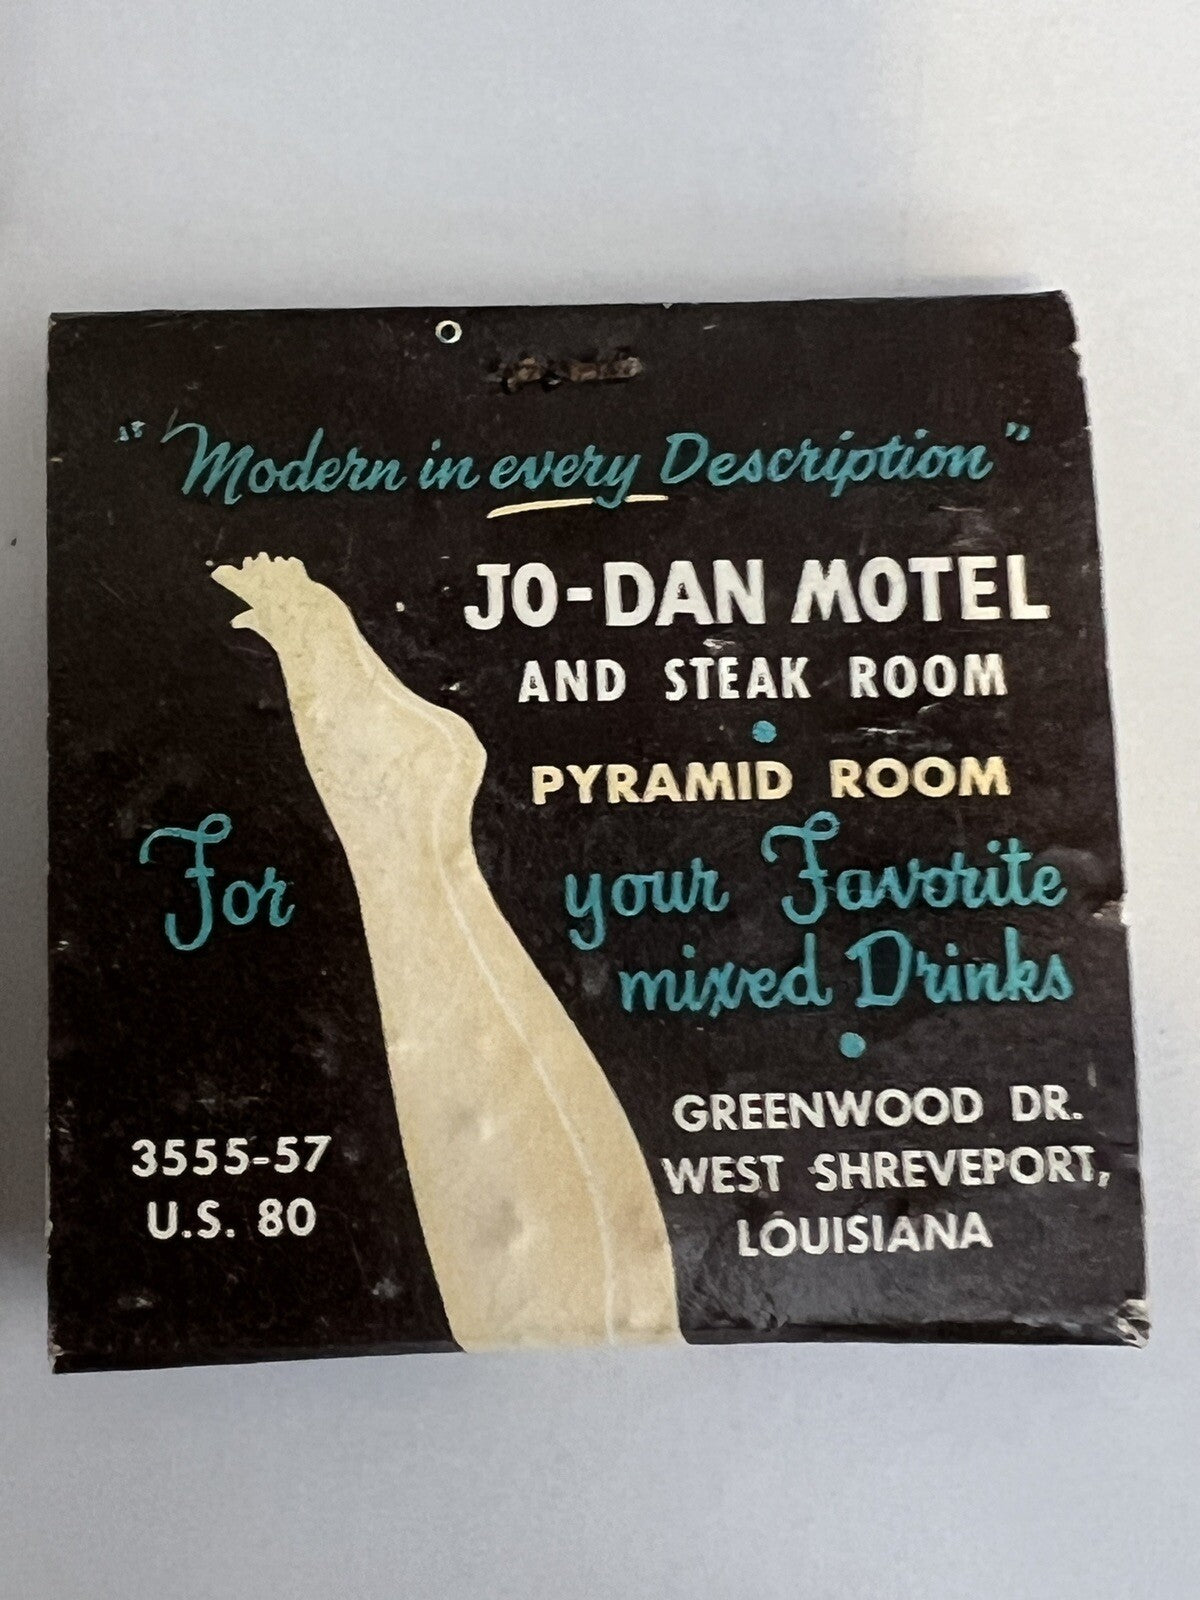 "Modern in every Description"
JO-DAN MOTEL
AND STEAK ROOM
PYRAMID ROOM
For your Favorite
mixed Drinks
3555-57
U.S. 80
GREENWOOD DR.
WEST SHREVEPORT,
LOUISIANA